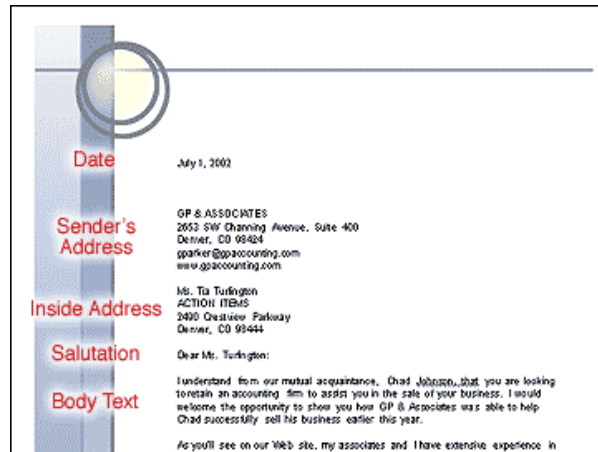 Date
July 1, 2002
Sender's
Address
GP & ASSOCIATES
2653 SW Channing Avenue, Suite 400
Denver, CO 98424
gparker@gpaccounting.com
www.gpaccounting.com
Inside Address
Ms. Tia Turlington
ACTION ITEMS
2400 Crestview Parkway
Denver, CO 98444
Salutation
Dear Ms. Turlington:
Body Text
I understand from our mutual acquaintance, Chad Johnson, that you are looking
to retain an accounting firm to assist you in the sale of your business. I would
welcome the opportunity to show you how GP & Associates was able to help
Chad successfully sell his business earlier this year.
As you'll see on our Web site, my associates and I have extensive experience in